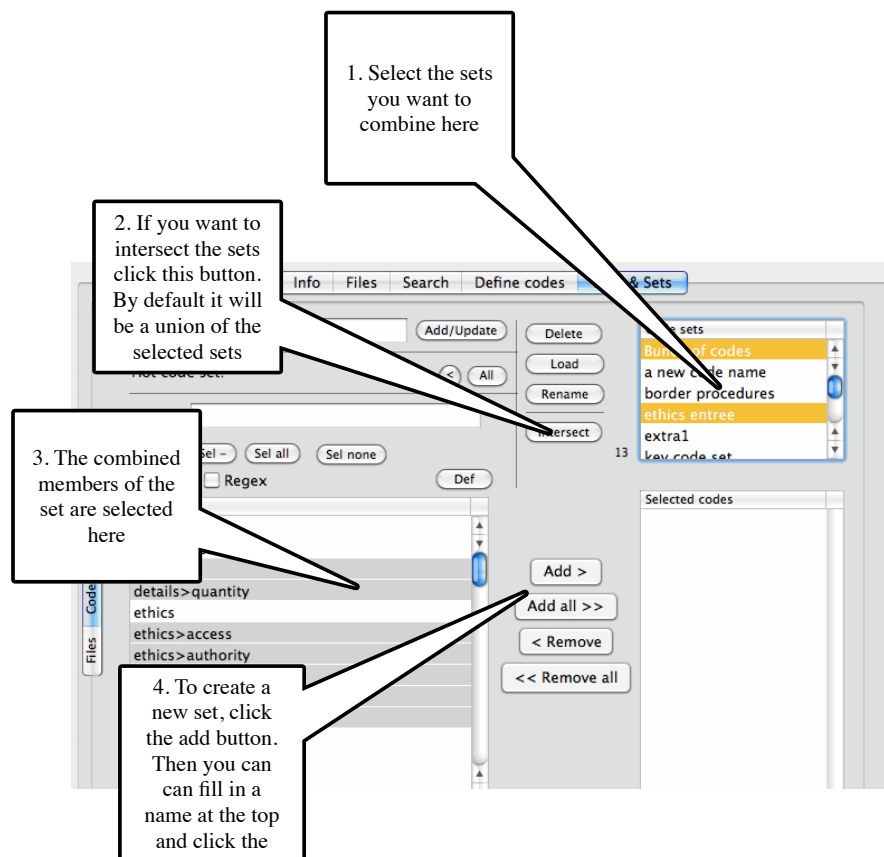 1. Select the sets
you want to
combine here
2. If you want to
intersect the sets
click this button.
By default it will
be a union of the
selected sets
Info Files Search Define codes & Sets
Add/Update
Delete
sets
Load
All
Rename
Intersect
of codes
a new code name
border procedures
ethics entree
extra1
key code set
13
3. The combined
members of the
set are selected
here
Sel – Sel all Sel none
Regex
Def
Selected codes
Code
Files
details>quantity
ethics
ethics>access
ethics>authority
Add >
Add all >>
< Remove
<< Remove all
4. To create a
new set, click
the add button.
Then you can
can fill in a
name at the top
and click the